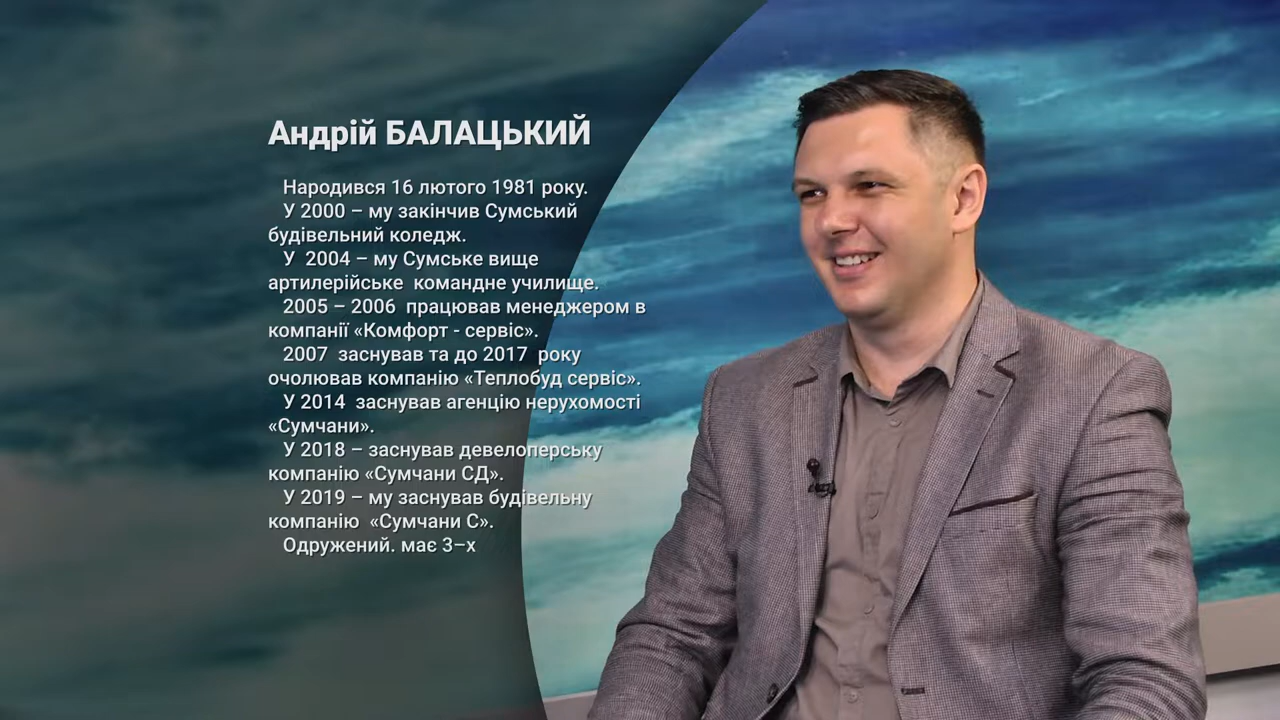 Андрій БАЛАЦЬКИЙ
Народився 16 лютого 1981 року.
У 2000 – му закінчив Сумський
будівельний коледж.
У 2004 – му Сумське вище
артилерійське командне училище.
2005 – 2006 працював менеджером в
компанії «Комфорт - сервіс».
2007 заснував та до 2017 року
очолював компанію «Теплобуд сервіс».
У 2014 заснував агенцію нерухомості
«Сумчани».
У 2018 – заснував девелоперську
компанію «Сумчани СД».
У 2019 – му заснував будівельну
компанію «Сумчани С».
Одружений. має 3–х